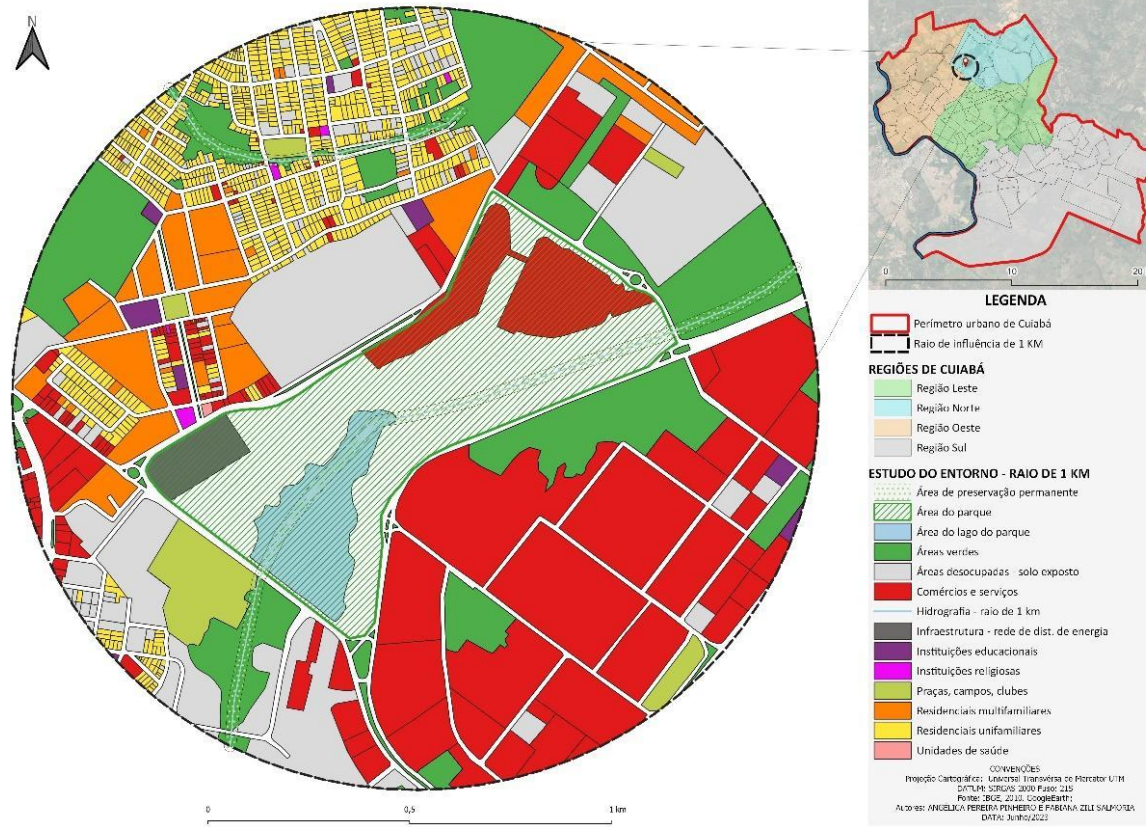 N
0
10
20
LEGENDA
Perímetro urbano de Cuiabá
Raio de influência de 1 KM
REGIÕES DE CUIABÁ
Região Leste
Região Norte
Região Oeste
Região Sul
ESTUDO DO ENTORNO - RAIO DE 1 KM
Área de preservação permanente
Área do parque
Área do lago do parque
Áreas verdes
Áreas desocupadas - solo exposto
Comércios e serviços
Hidrografia - raio de 1 km
Infraestrutura - rede de dist. de energia
Instituições educacionais
Instituições religiosas
Praças, campos, clubes
Residenciais multifamiliares
Residenciais unifamiliares
Unidades de saúde
CONVENÇÕES
Projeção Cartográfica: Universal Transversa de Mercator UTM
DATUM: SIRGAS 2000 Fuso: 21S
Fonte: IBGE, 2010. GoogleEarth;
Autores: ANGÉLICA PEREIRA PINHEIRO E FABIANA ZILI SALMORIA
DATA: Junho/2023
0
0,5
1 km